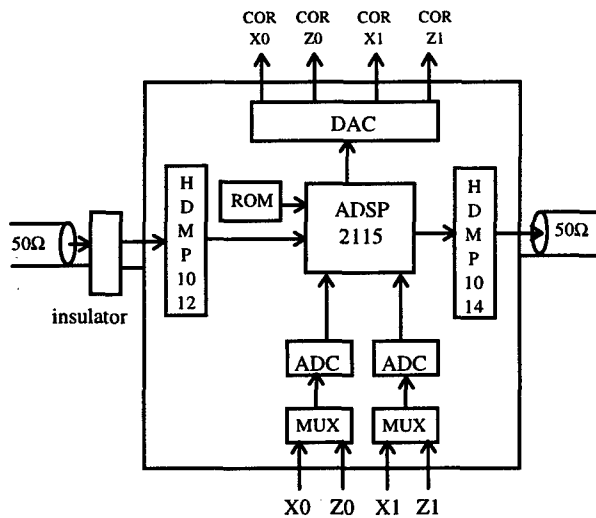 COR COR COR COR
X0 Z0 X1 Z1
DAC
H
D
M
P
10
12
ROM
ADSP
2115
H
D
M
P
10
14
50Ω
50Ω
insulator
ADC ADC
MUX MUX
X0 Z0 X1 Z1